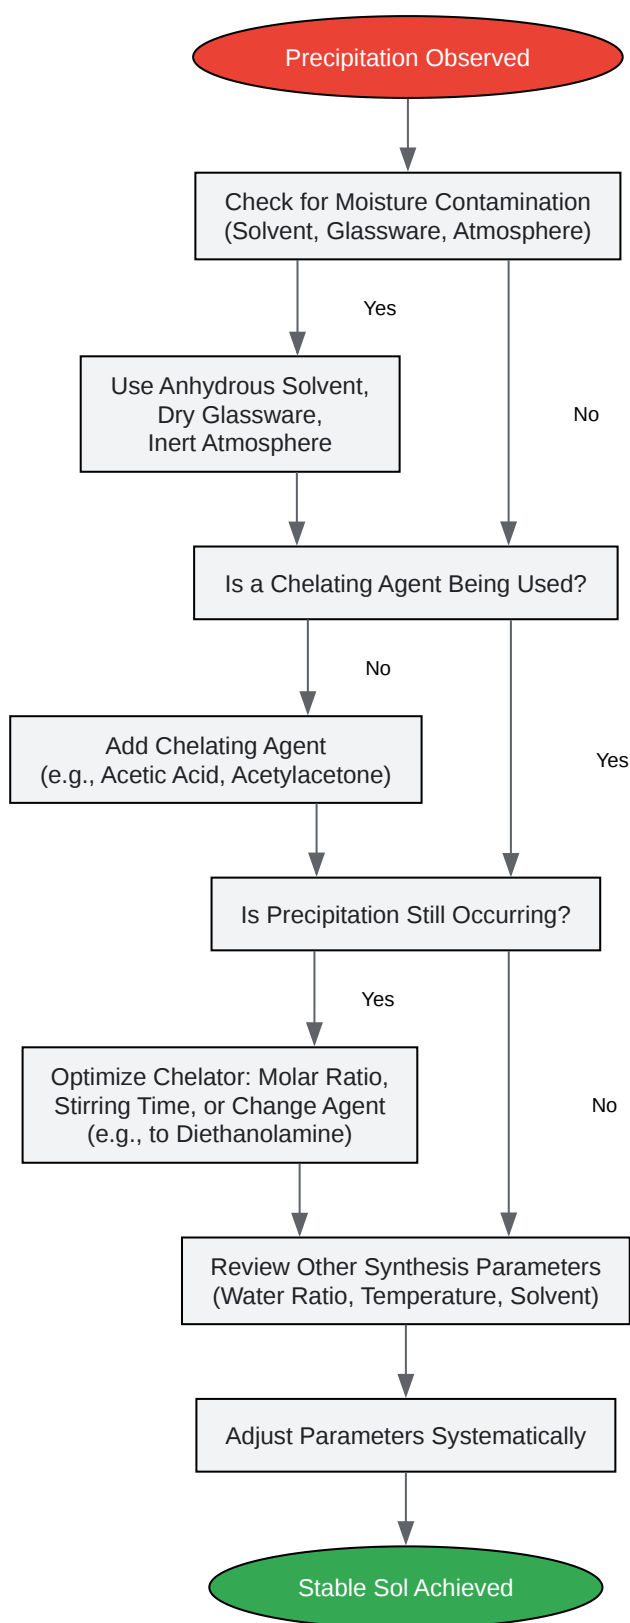 Precipitation Observed
Check for Moisture Contamination
(Solvent, Glassware, Atmosphere)
Yes
Use Anhydrous Solvent,
Dry Glassware,
Inert Atmosphere
No
Is a Chelating Agent Being Used?
No
Add Chelating Agent
(e.g., Acetic Acid, Acetylacetone)
Yes
Is Precipitation Still Occurring?
Yes
Optimize Chelator: Molar Ratio,
Stirring Time, or Change Agent
(e.g., to Diethanolamine)
No
Review Other Synthesis Parameters
(Water Ratio, Temperature, Solvent)
Adjust Parameters Systematically
Stable Sol Achieved